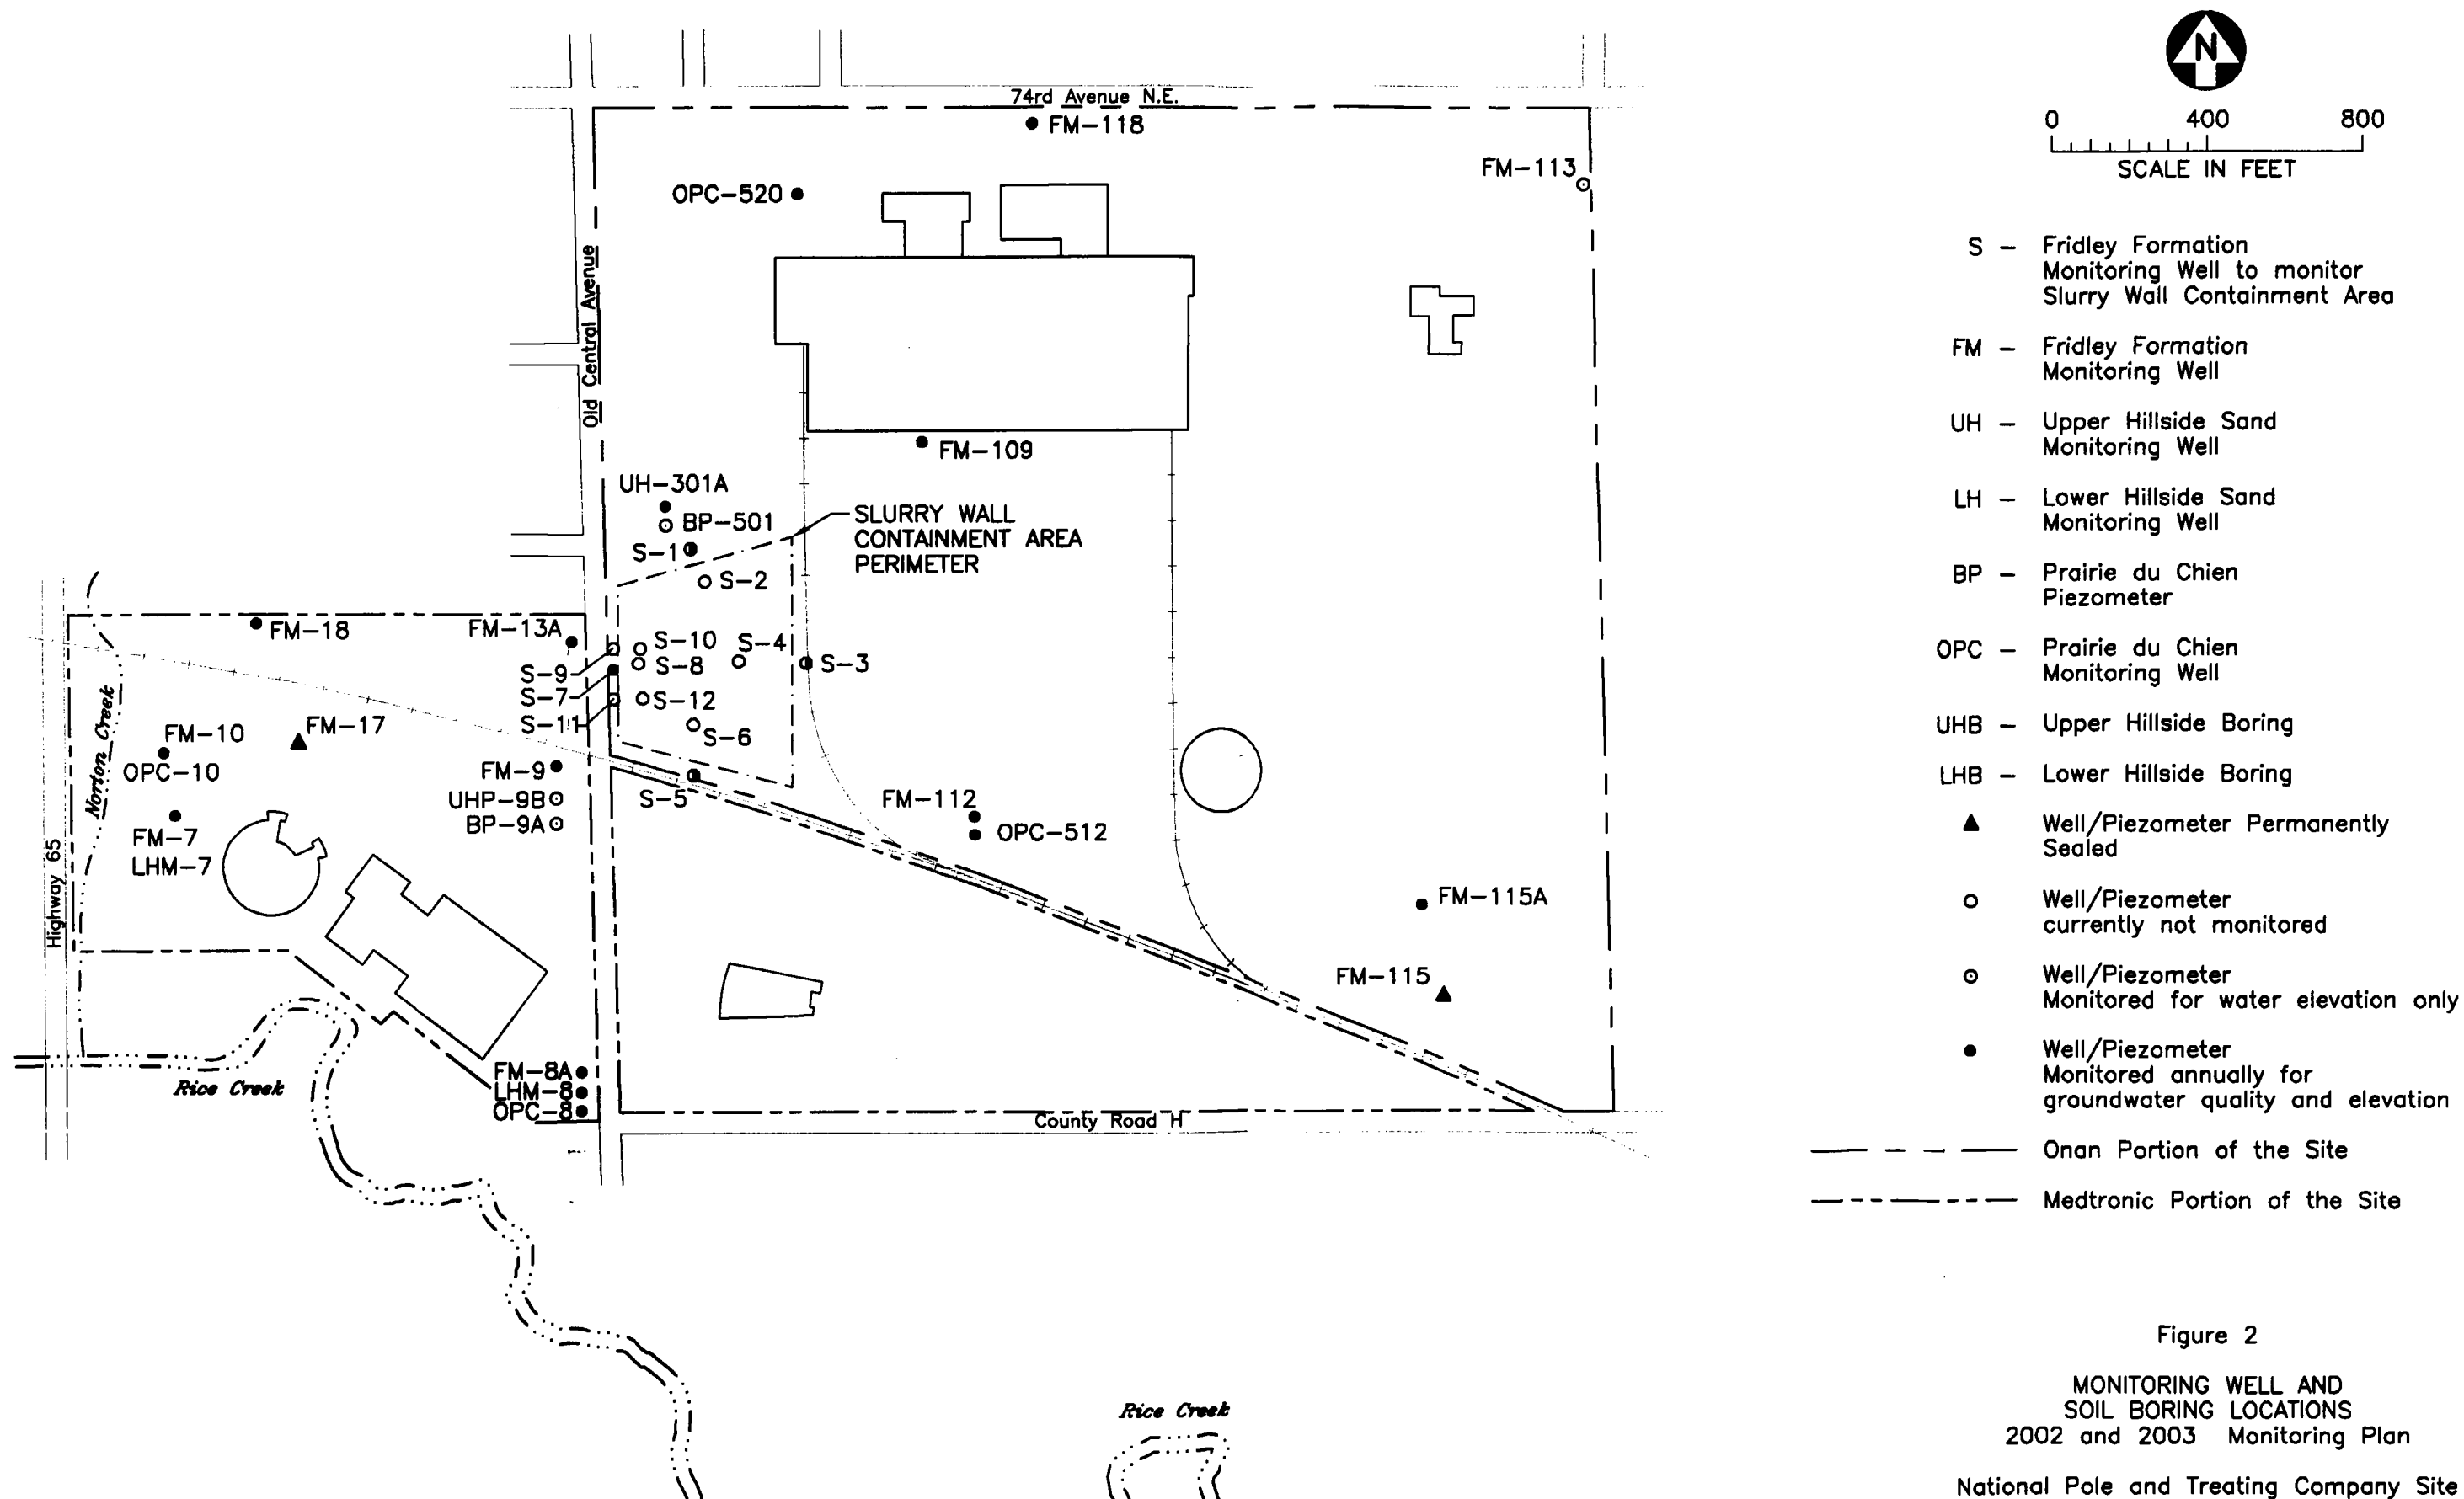 74rd Avenue N.E.
FM-118
OPC-520
FM-113
Old Central Avenue
FM-109
UH-301A
BP-501
S-1
SLURRY WALL
CONTAINMENT AREA
PERIMETER
S-2
FM-18
FM-13A
S-10
S-4
S-9
S-8
S-3
S-7
S-12
S-11
S-6
Norton Creek
FM-10
OPC-10
FM-17
FM-9
UHP-9B
BP-9A
S-5
FM-112
OPC-512
FM-7
LHM-7
Highway 65
FM-115A
FM-115
Rice Creek
FM-8A
LHM-8
OPC-8
County Road H
Rice Creek
N
0 400 800
SCALE IN FEET
S - Fridley Formation
Monitoring Well to monitor
Slurry Wall Containment Area
FM - Fridley Formation
Monitoring Well
UH - Upper Hillside Sand
Monitoring Well
LH - Lower Hillside Sand
Monitoring Well
BP - Prairie du Chien
Piezometer
OPC - Prairie du Chien
Monitoring Well
UHB - Upper Hillside Boring
LHB - Lower Hillside Boring
Well/Piezometer Permanently
Sealed
Well/Piezometer
currently not monitored
Well/Piezometer
Monitored for water elevation only
Well/Piezometer
Monitored annually for
groundwater quality and elevation
Onan Portion of the Site
Medtronic Portion of the Site
Figure 2
MONITORING WELL AND
SOIL BORING LOCATIONS
2002 and 2003 Monitoring Plan
National Pole and Treating Company Site